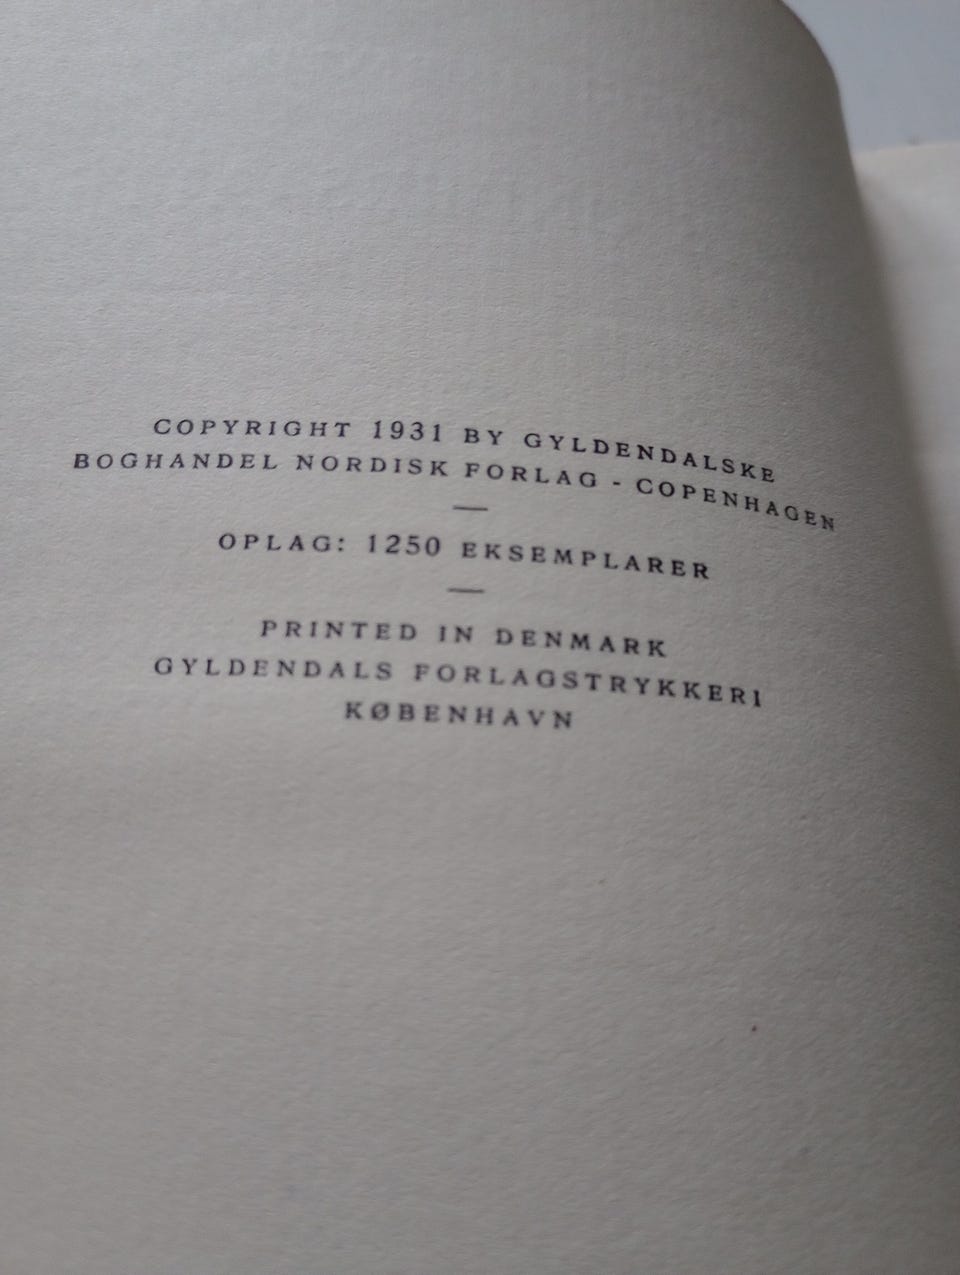 COPYRIGHT 1931 BY GYLDENDALSKE
BOGHANDEL NORDISK FORLAG - COPENHAGEN
OPLAG: 1250 EKSEMPLARER
PRINTED IN DENMARK
GYLDENDALS FORLAGSTRYKKERI
KØBENHAVN